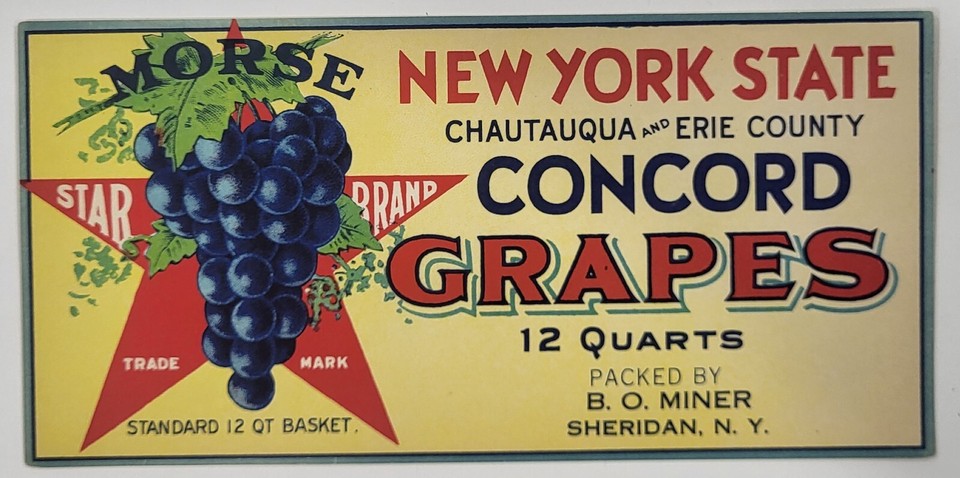 MORSE
STAR BRAND
TRADE MARK
STANDARD 12 QT BASKET.
NEW YORK STATE
CHAUTAUQUA AND ERIE COUNTY
CONCORD
GRAPES
12 QUARTS
PACKED BY
B. O. MINER
SHERIDAN, N. Y.